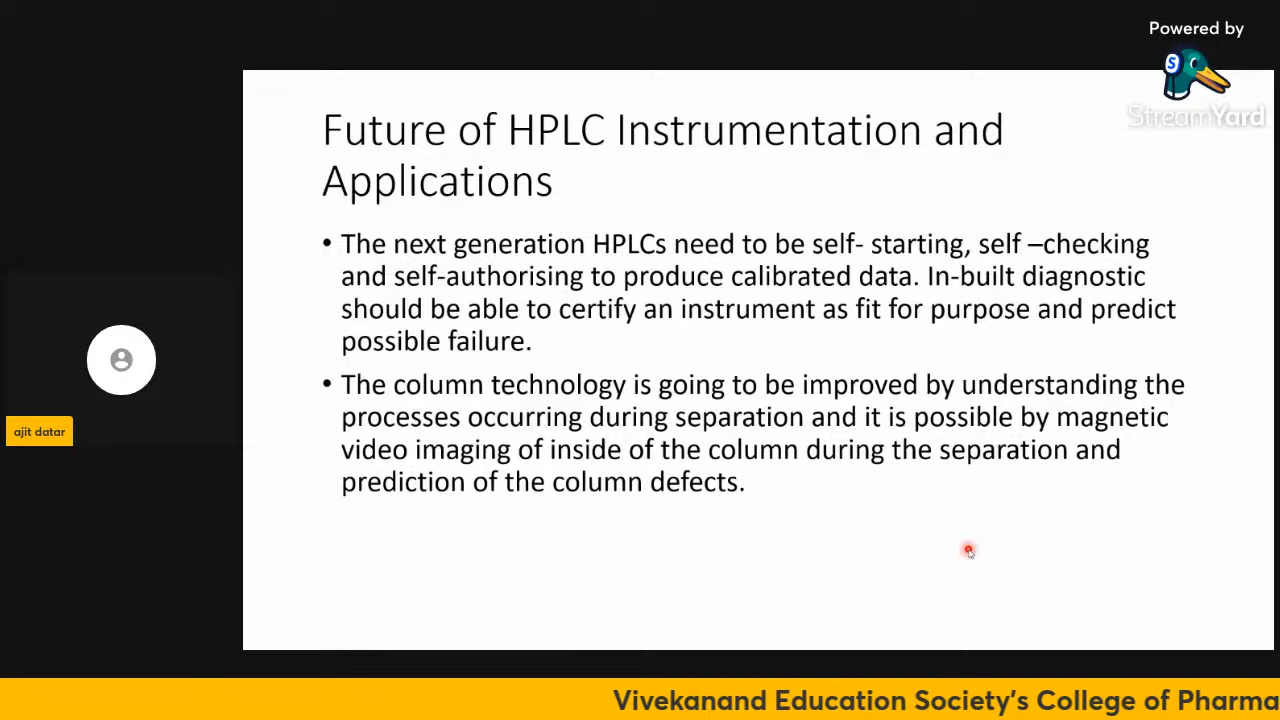 Powered by
S
StreamYard
Future of HPLC Instrumentation and
Applications
• The next generation HPLCs need to be self- starting, self –checking
and self-authorising to produce calibrated data. In-built diagnostic
should be able to certify an instrument as fit for purpose and predict
possible failure.
• The column technology is going to be improved by understanding the
processes occurring during separation and it is possible by magnetic
video imaging of inside of the column during the separation and
prediction of the column defects.
ajit datar
Vivekanand Education Society's College of Pharma